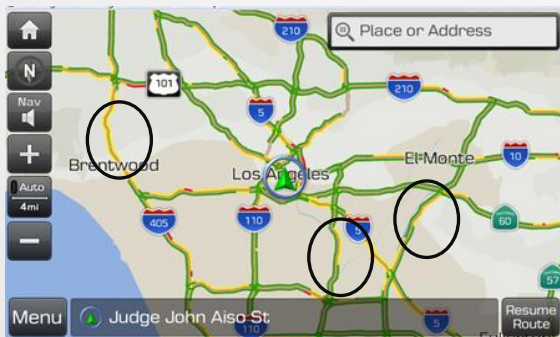 210
Place or Address
N
101
Nav
5
210
Brentwood
Los Angeles
El Monte
10
Auto
4mi
405
110
5
60
57
Menu
Judge John Aiso St
110
5
Resume
Route